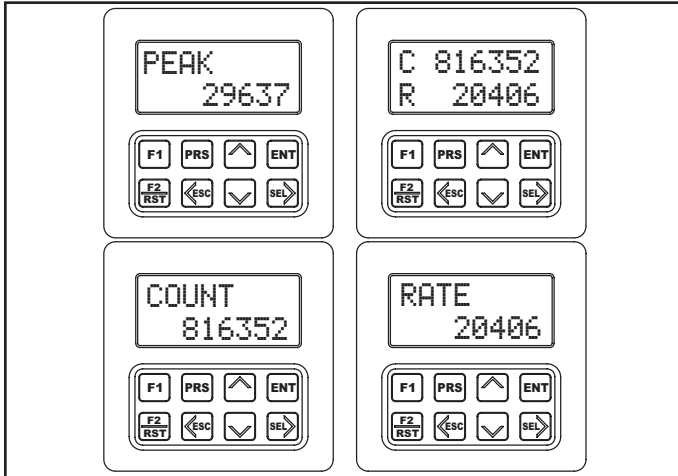 PEAK
29637
F1 PRS ENT
F2
RST ESC SEL
C 816352
R 20406
F1 PRS ENT
F2
RST ESC SEL
COUNT
816352
F1 PRS ENT
F2
RST ESC SEL
RATE
20406
F1 PRS ENT
F2
RST ESC SEL